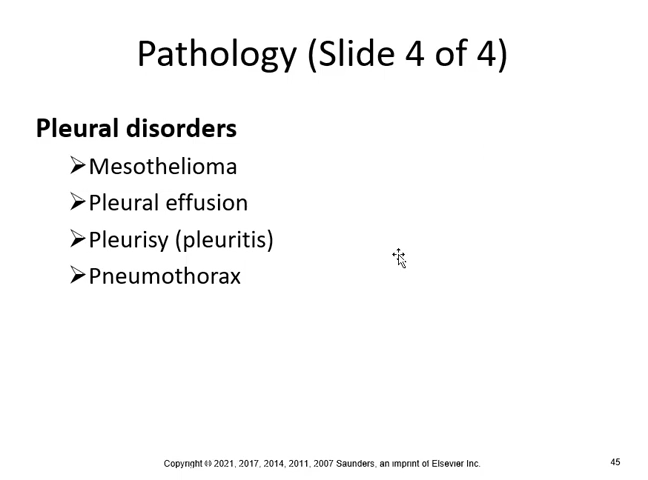 Pathology (Slide 4 of 4)
Pleural disorders
➢Mesothelioma
➢Pleural effusion
➢Pleurisy (pleuritis)
➢Pneumothorax
Copyright © 2021, 2017, 2014, 2011, 2007 Saunders, an imprint of Elsevier Inc.
45